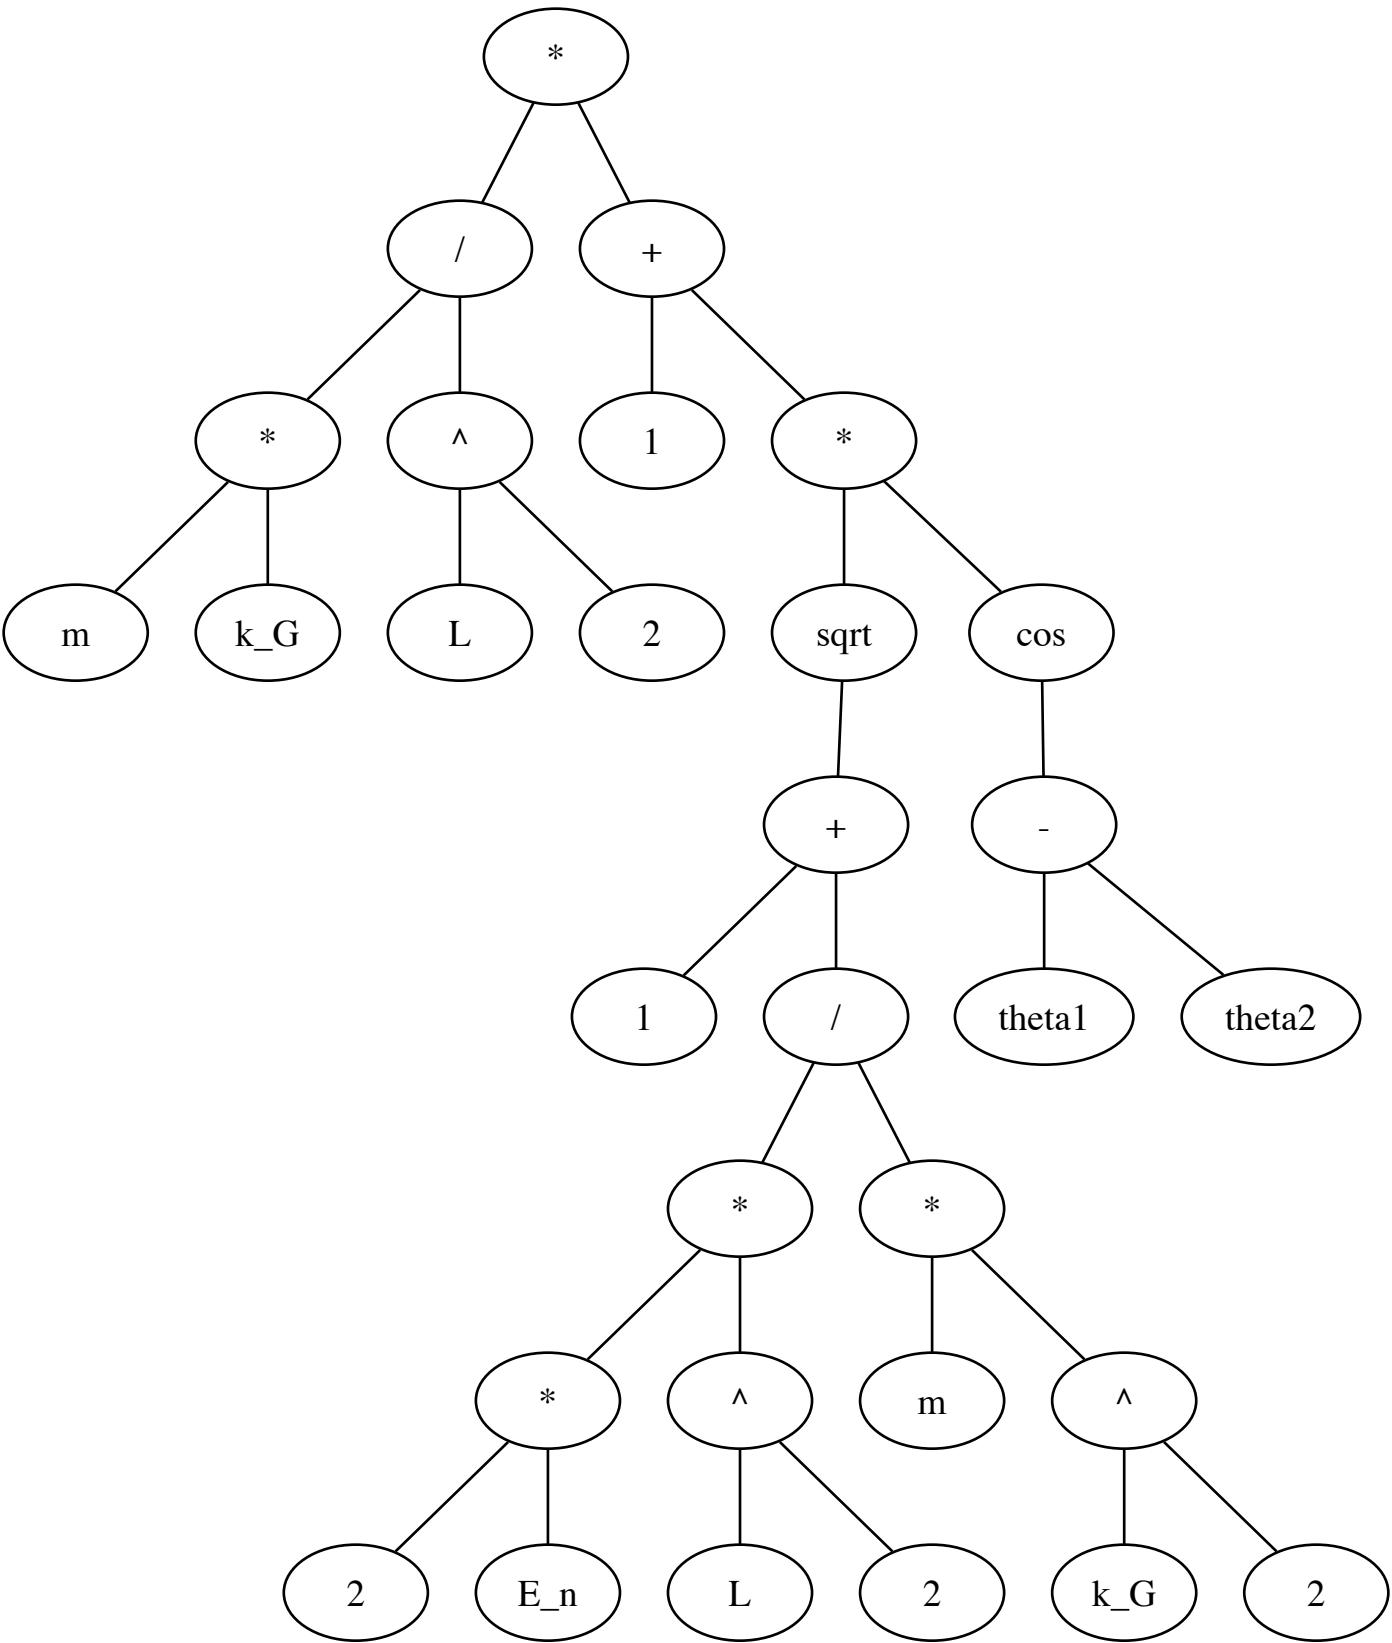 *
/ +
* ^ 1 *
m k_G L 2 sqrt cos
+ -
1 / theta1 theta2
* *
* ^ m ^
2 E_n L 2 k_G 2